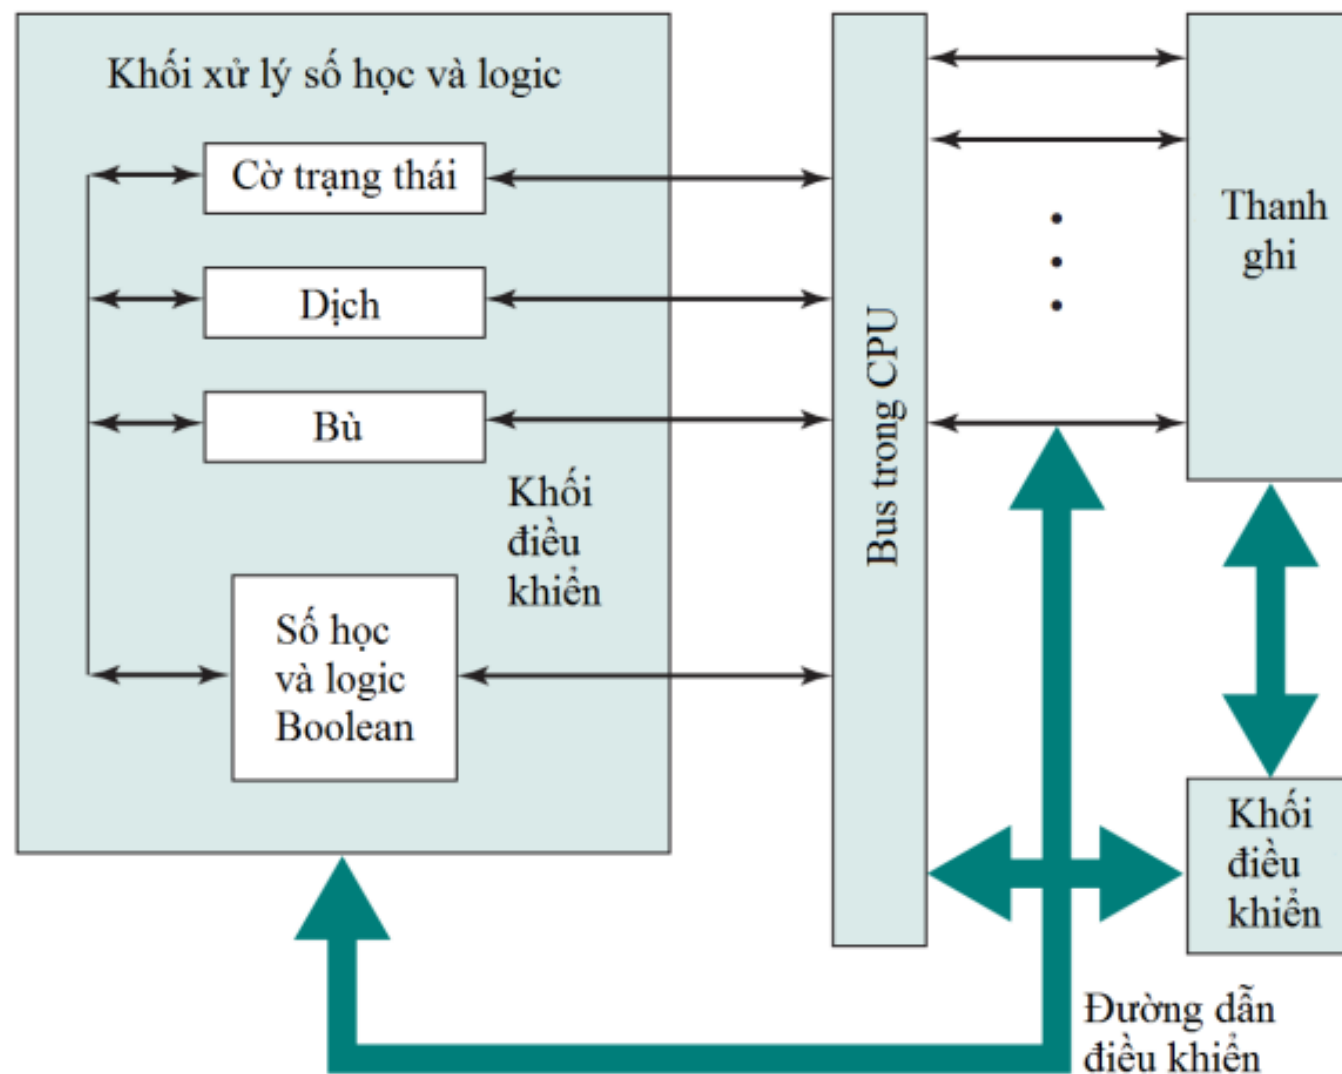 Khối xử lý số học và logic
Cờ trạng thái
Dịch
Bù
Khối
điều
khiển
Số học
và logic
Boolean
Bus trong CPU
Thanh
ghi
Khối
điều
khiển
Đường dẫn
điều khiển